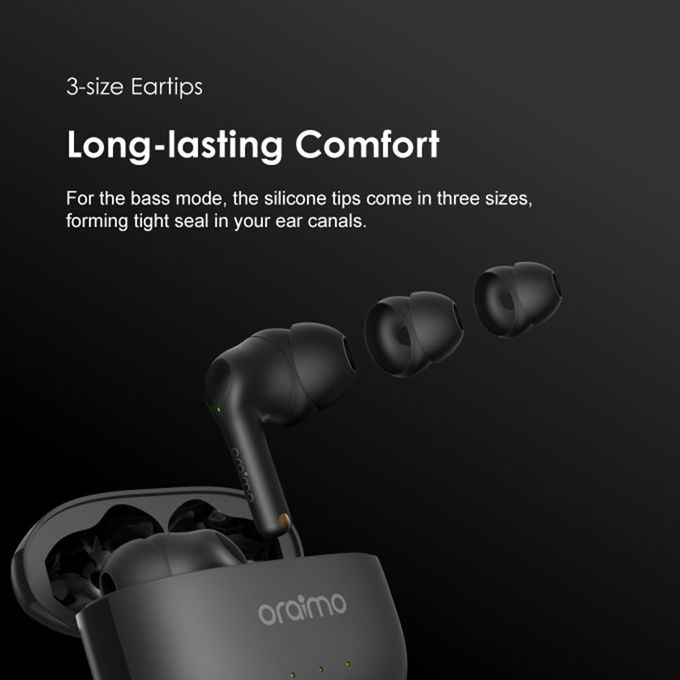 3-size Eartips
Long-lasting Comfort
For the bass mode, the silicone tips come in three sizes,
forming tight seal in your ear canals.
oraimo
oraimo